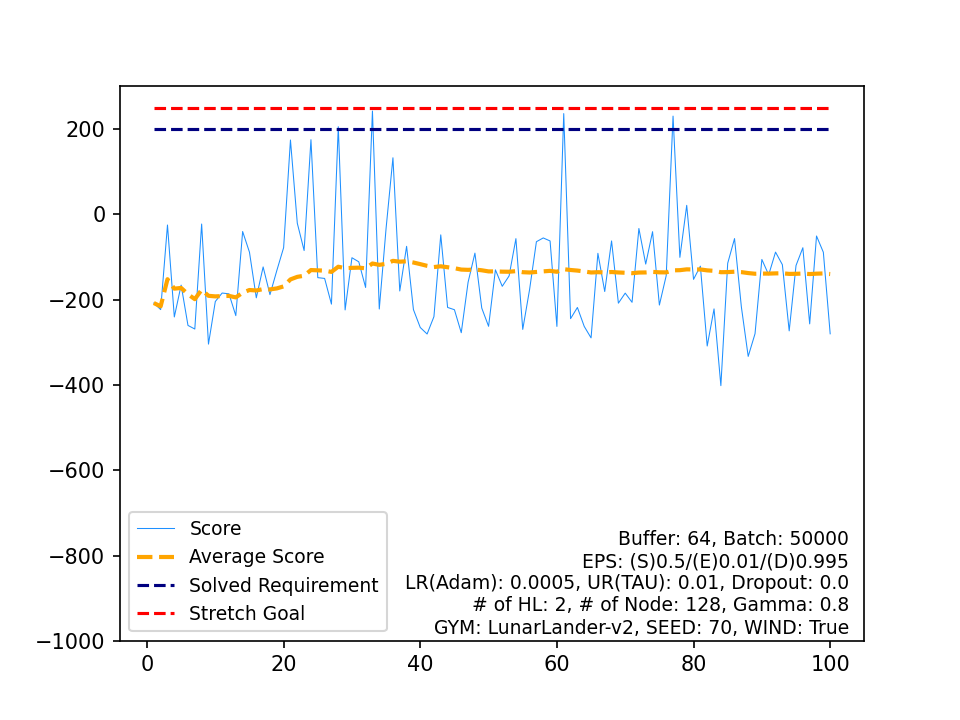 200
0
−200
−400
−600
−800
−1000
0 20 40 60 80 100
Score
Average Score
Solved Requirement
Stretch Goal
Buffer: 64, Batch: 50000
EPS: (S)0.5/(E)0.01/(D)0.995
LR(Adam): 0.0005, UR(TAU): 0.01, Dropout: 0.0
# of HL: 2, # of Node: 128, Gamma: 0.8
GYM: LunarLander-v2, SEED: 70, WIND: True